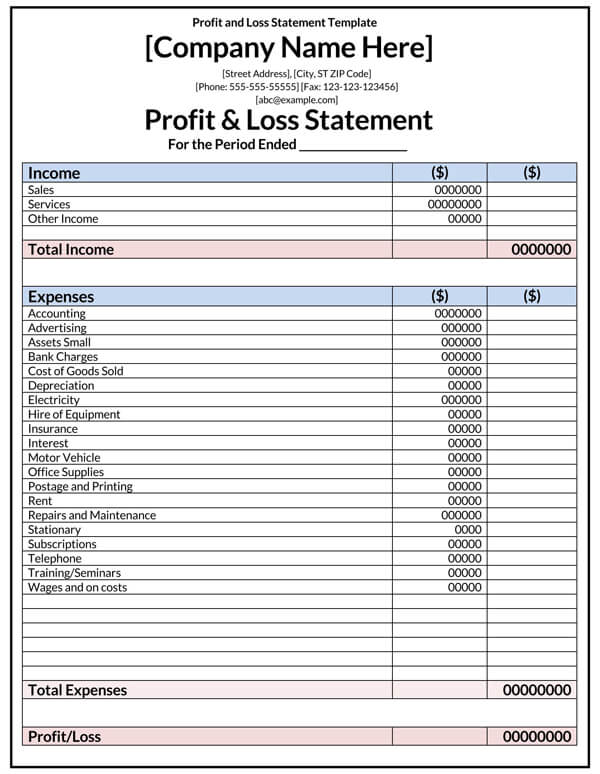 Profit and Loss Statement Template
[Company Name Here]
[Street Address], [City, ST ZIP Code]
[Phone: 555-555-55555] [Fax: 123-123-123456]
[abc@example.com]
Profit & Loss Statement
For the Period Ended _______________
Income ($) ($)
Sales 0000000
Services 00000000
Other Income 00000
Total Income 0000000
Expenses ($) ($)
Accounting 0000000
Advertising 000000
Assets Small 000000
Bank Charges 000000
Cost of Goods Sold 00000
Depreciation 00000
Electricity 000000
Hire of Equipment 00000
Insurance 00000
Interest 00000
Motor Vehicle 00000
Office Supplies 00000
Postage and Printing 00000
Rent 00000
Repairs and Maintenance 000000
Stationary 0000
Subscriptions 00000
Telephone 00000
Training/Seminars 00000
Wages and on costs 00000
Total Expenses 00000000
Profit/Loss 00000000